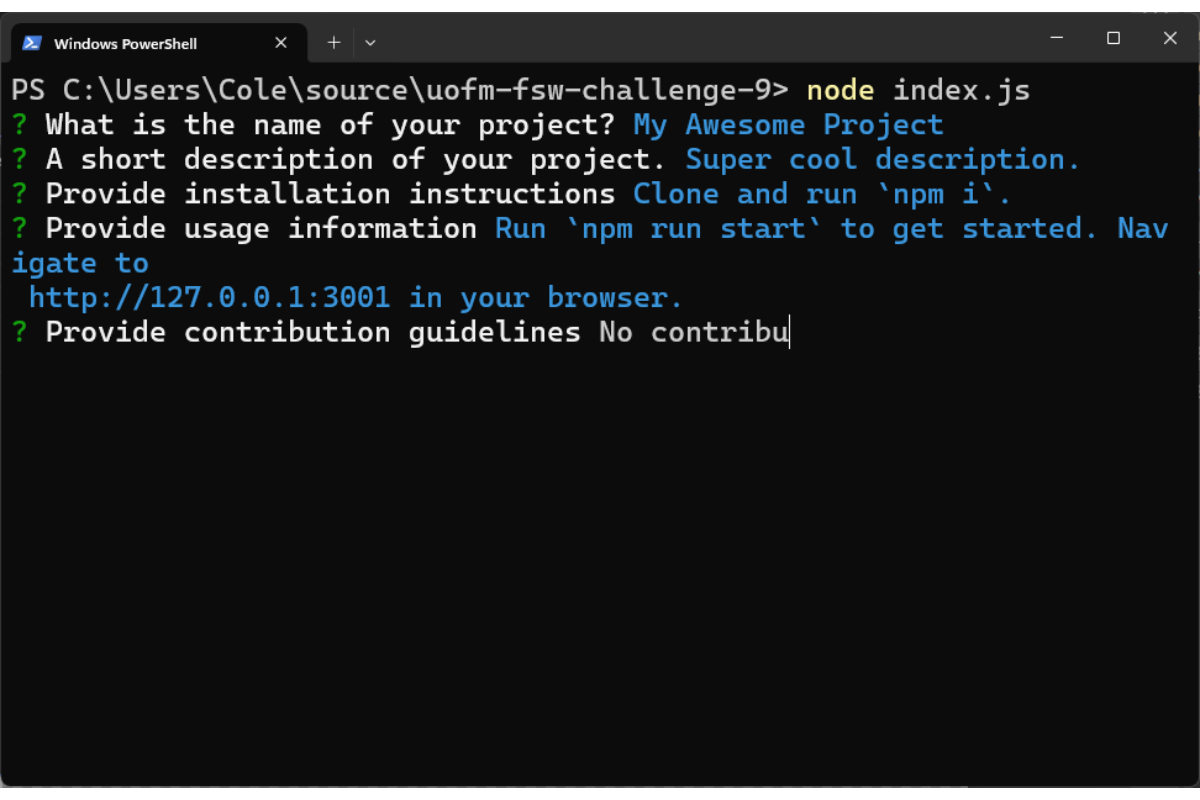 Windows PowerShell
PS C:\Users\Cole\source\uofm-fsw-challenge-9> node index.js
? What is the name of your project? My Awesome Project
? A short description of your project. Super cool description.
? Provide installation instructions Clone and run `npm i`.
? Provide usage information Run `npm run start` to get started. Nav
igate to
 http://127.0.0.1:3001 in your browser.
? Provide contribution guidelines No contribu